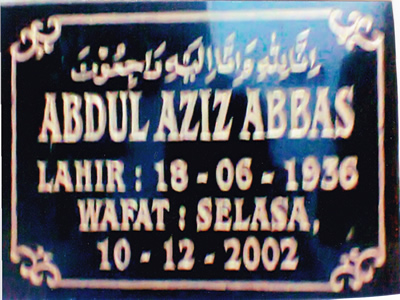 إنا لله وإنا إليه راجعون
ABDUL AZIZ ABBAS
LAHIR : 18 - 06 - 1936
WAFAT : SELASA,
10 - 12 - 2002